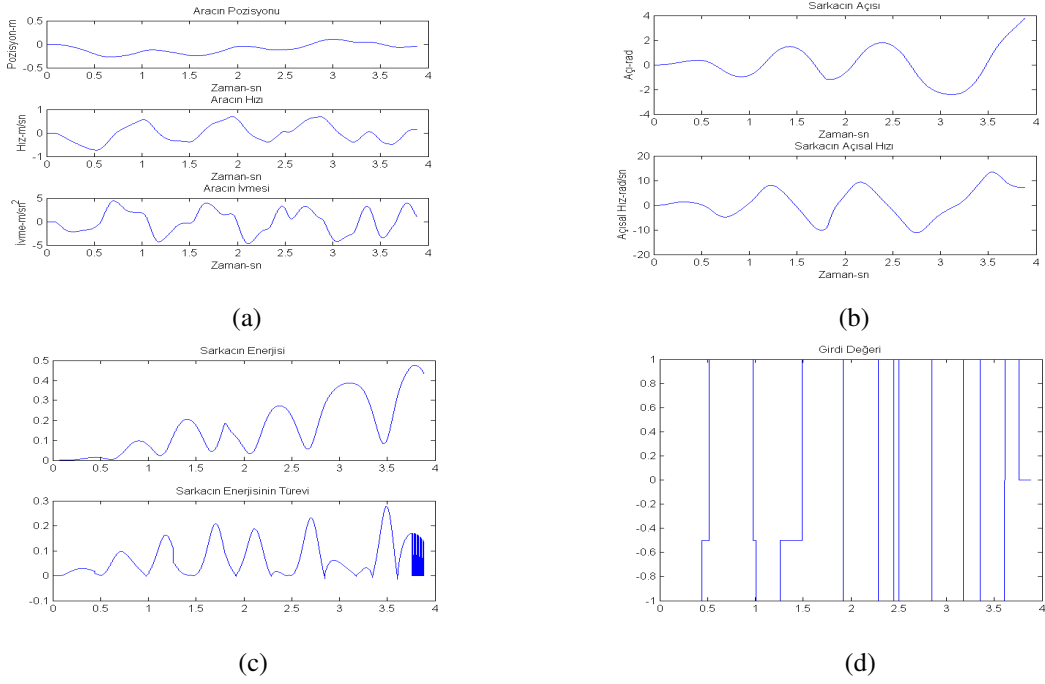 Aracın Pozisyonu
Pozisyon-m
0.5
0
-0.5
0 0.5 1 1.5 2 2.5 3 3.5 4
Zaman-sn
Aracın Hızı
Hız-m/sn
1
0
-1
0 0.5 1 1.5 2 2.5 3 3.5 4
Zaman-sn
Aracın İvmesi
İvme-m/sn²
5
0
-5
0 0.5 1 1.5 2 2.5 3 3.5 4
Zaman-sn
(a)
Sarkacın Açısı
Açı-rad
4
2
0
-2
-4
0 0.5 1 1.5 2 2.5 3 3.5 4
Zaman-sn
Sarkacın Açısal Hızı
Açısal Hız-rad/sn
20
10
0
-10
-20
0 0.5 1 1.5 2 2.5 3 3.5 4
Zaman-sn
(b)
Sarkacın Enerjisi
0.5
0.4
0.3
0.2
0.1
0
0 0.5 1 1.5 2 2.5 3 3.5 4
Sarkacın Enerjisinin Türevi
0.3
0.2
0.1
0
-0.1
0 0.5 1 1.5 2 2.5 3 3.5 4
(c)
Girdi Değeri
1
0.8
0.6
0.4
0.2
0
-0.2
-0.4
-0.6
-0.8
-1
0 0.5 1 1.5 2 2.5 3 3.5 4
(d)